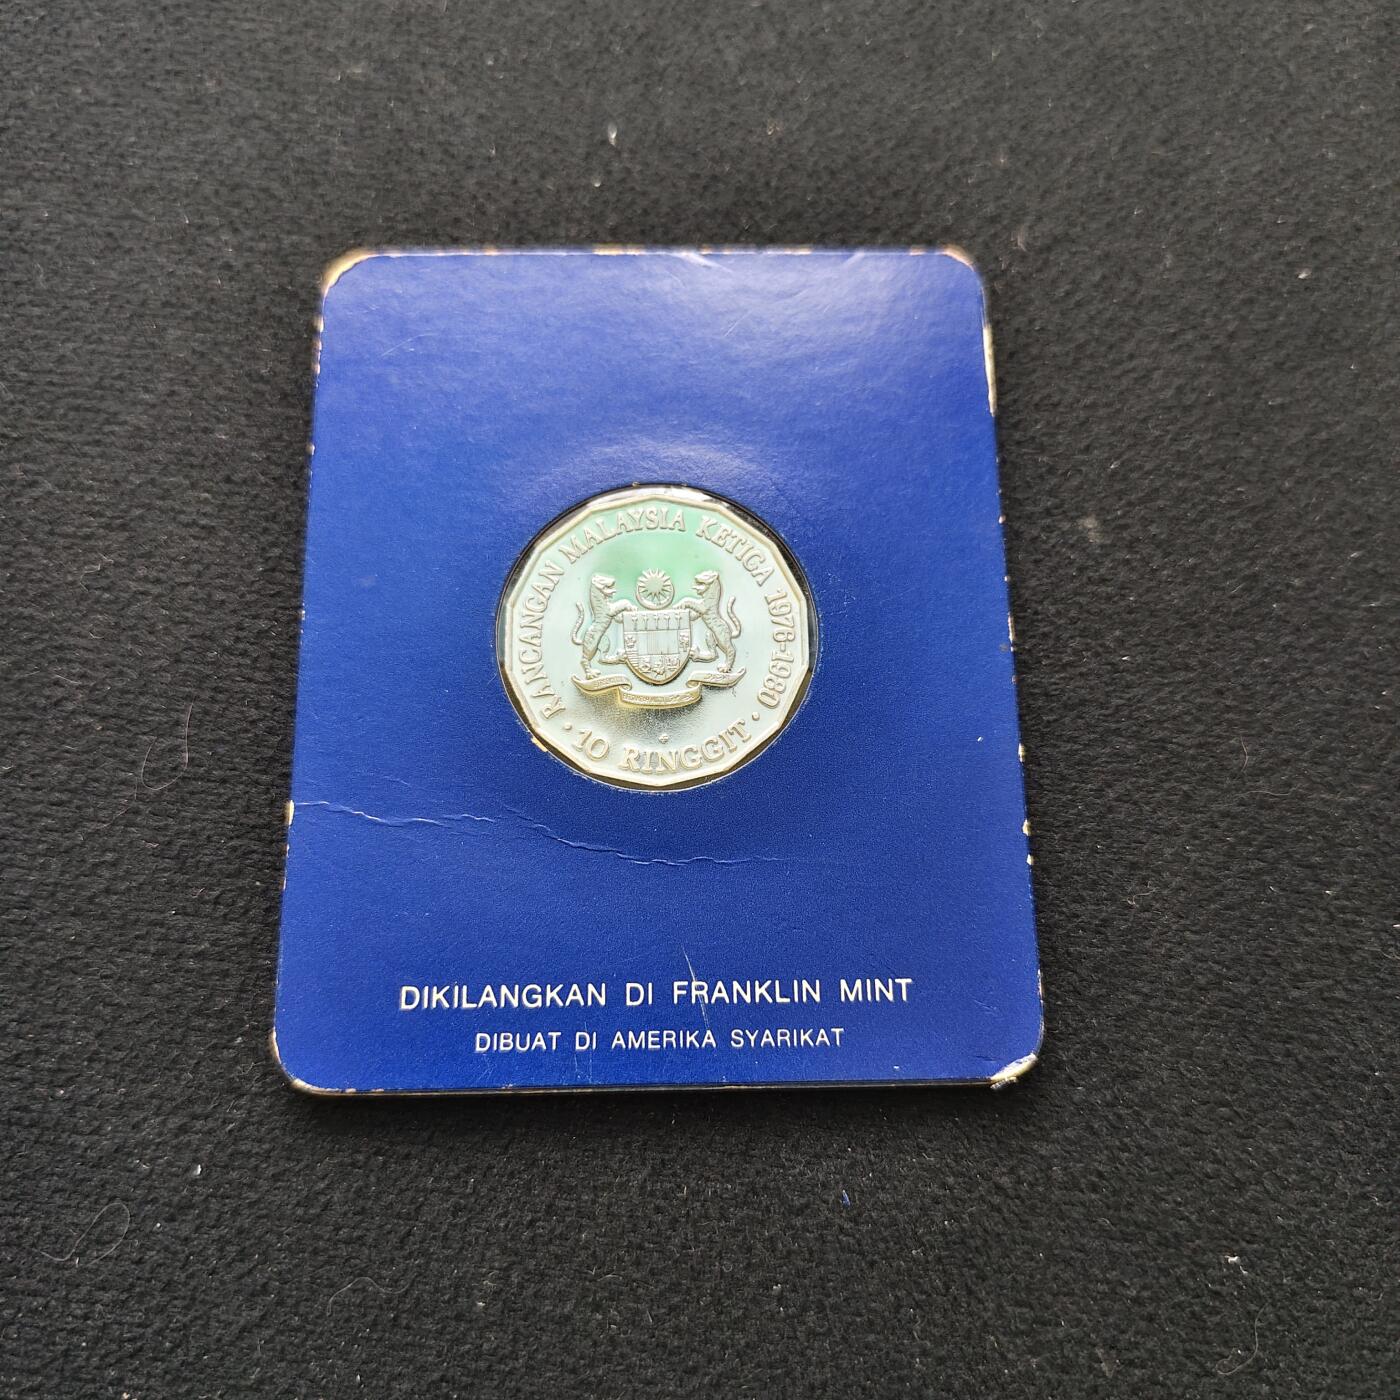 RANCANGAN MALAYSIA KETIGA 1976-1980
· 10 RINGGIT ·
DIKILANGKAN DI FRANKLIN MINT
DIBUAT DI AMERIKA SYARIKAT